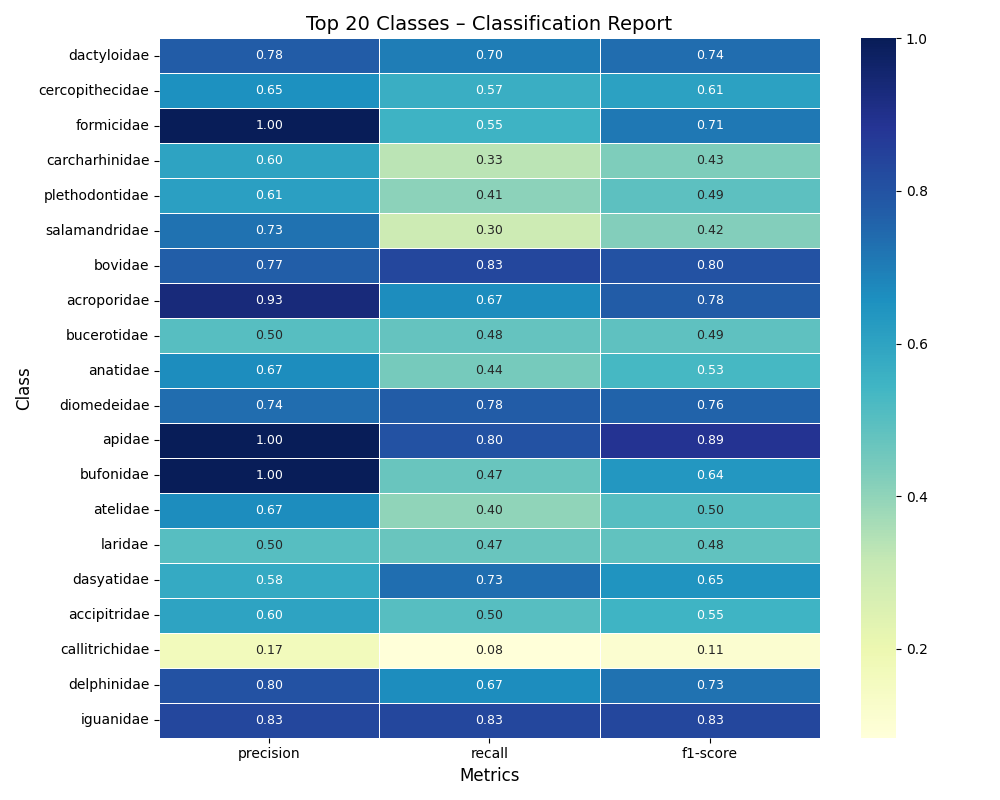 Top 20 Classes – Classification Report
Class
dactyloidae 0.78 0.70 0.74
cercopithecidae 0.65 0.57 0.61
formicidae 1.00 0.55 0.71
carcharhinidae 0.60 0.33 0.43
plethodontidae 0.61 0.41 0.49
salamandridae 0.73 0.30 0.42
bovidae 0.77 0.83 0.80
acroporidae 0.93 0.67 0.78
bucerotidae 0.50 0.48 0.49
anatidae 0.67 0.44 0.53
diomedeidae 0.74 0.78 0.76
apidae 1.00 0.80 0.89
bufonidae 1.00 0.47 0.64
atelidae 0.67 0.40 0.50
laridae 0.50 0.47 0.48
dasyatidae 0.58 0.73 0.65
accipitridae 0.60 0.50 0.55
callitrichidae 0.17 0.08 0.11
delphinidae 0.80 0.67 0.73
iguanidae 0.83 0.83 0.83
precision recall f1-score
Metrics
1.0
0.8
0.6
0.4
0.2